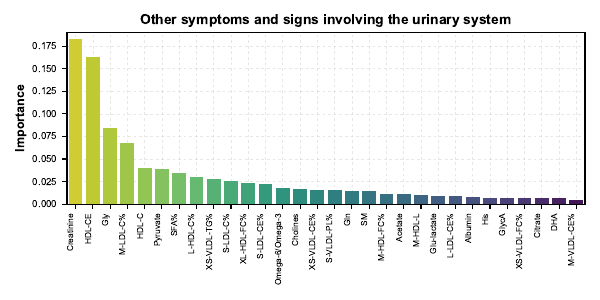 Other symptoms and signs involving the urinary system
Importance
0.175
0.150
0.125
0.100
0.075
0.050
0.025
0.000
Creatinine
HDL-CE
Gly
M-LDL-C%
HDL-C
Pyruvate
SFA%
L-HDL-C%
XS-VLDL-TG%
S-LDL-C%
XL-HDL-FC%
S-LDL-CE%
Omega-6/Omega-3
Cholines
XS-VLDL-CE%
S-VLDL-PL%
Gln
SM
M-HDL-FC%
Acetate
M-HDL-L
Glu-lactate
L-LDL-CE%
Albumin
His
GlycA
XS-VLDL-FC%
Citrate
DHA
M-VLDL-CE%